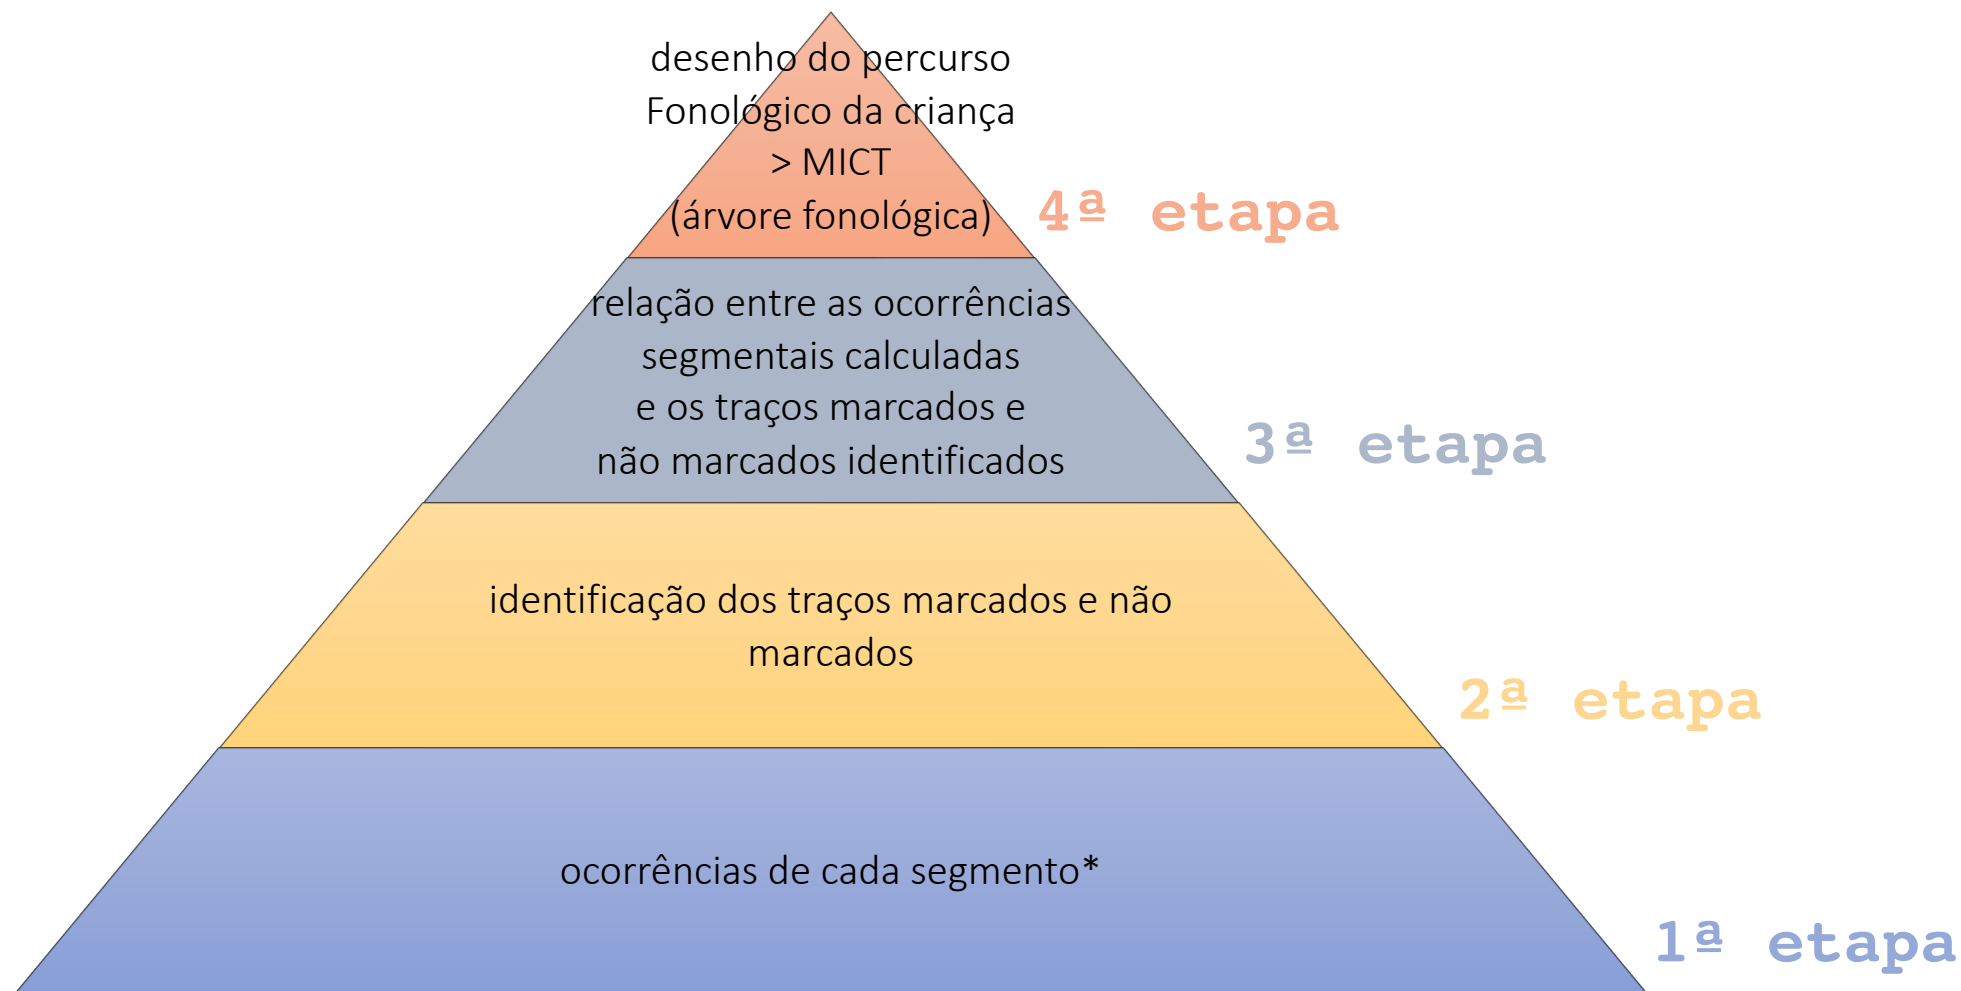 desenho do percurso
Fonológico da criança
> MICT
(árvore fonológica)
4ª etapa
relação entre as ocorrências
segmentais calculadas
e os traços marcados e
não marcados identificados
3ª etapa
identificação dos traços marcados e não
marcados
2ª etapa
ocorrências de cada segmento*
1ª etapa